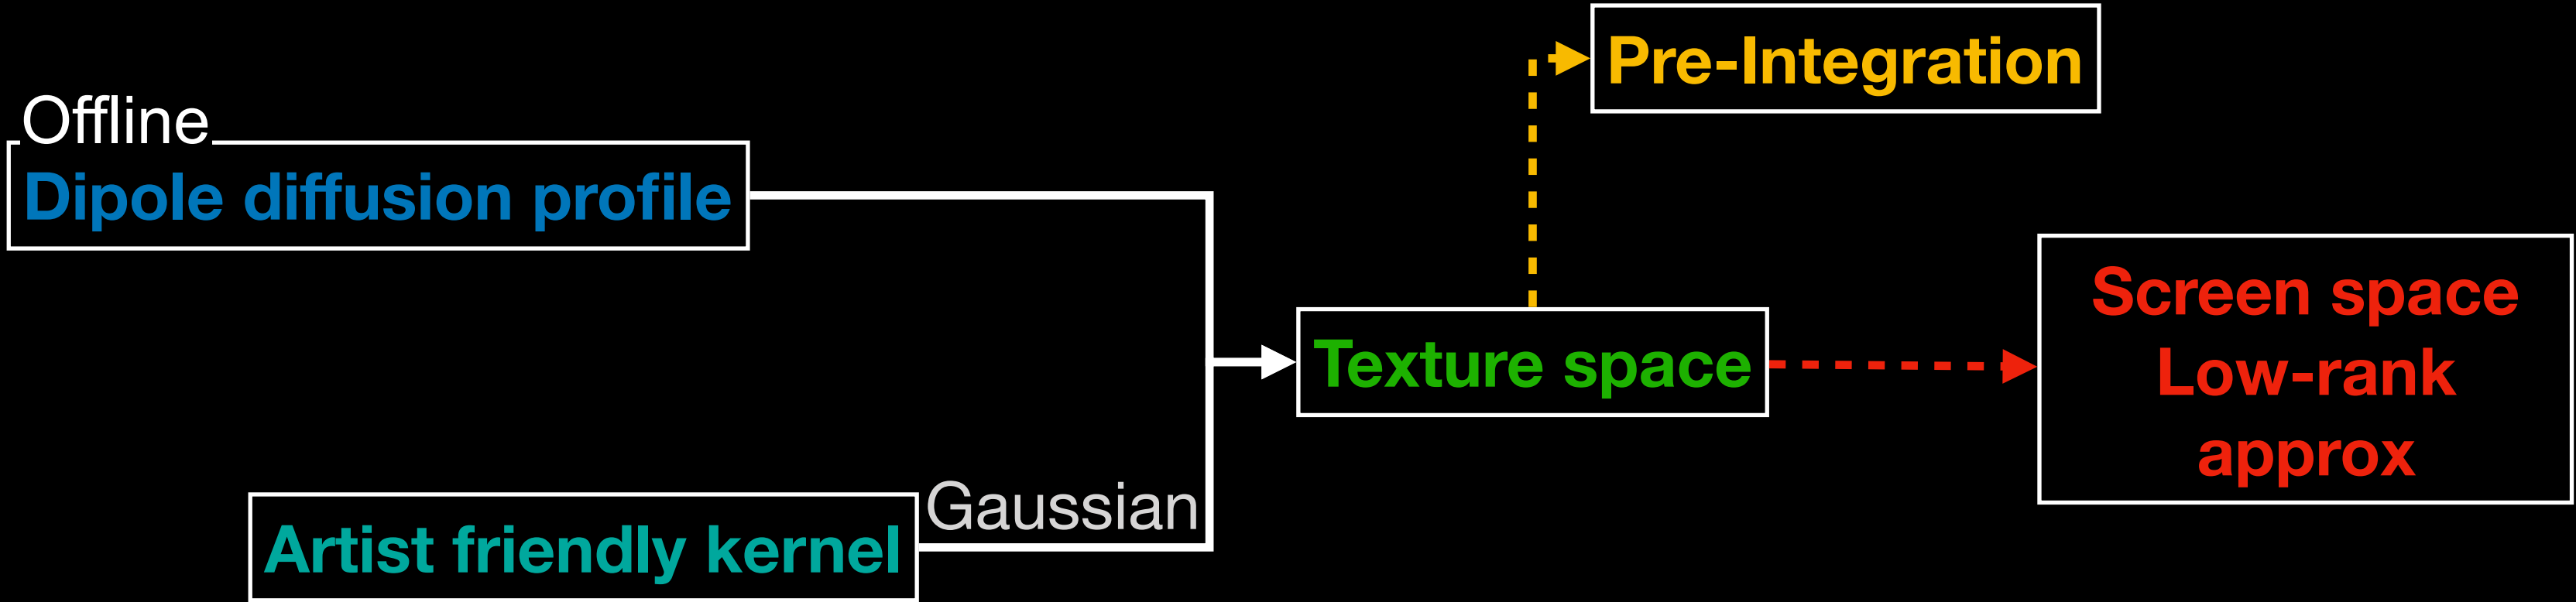 Pre-Integration
Offline
Dipole diffusion profile
Screen space
Low-rank
approx
Texture space
Gaussian
Artist friendly kernel